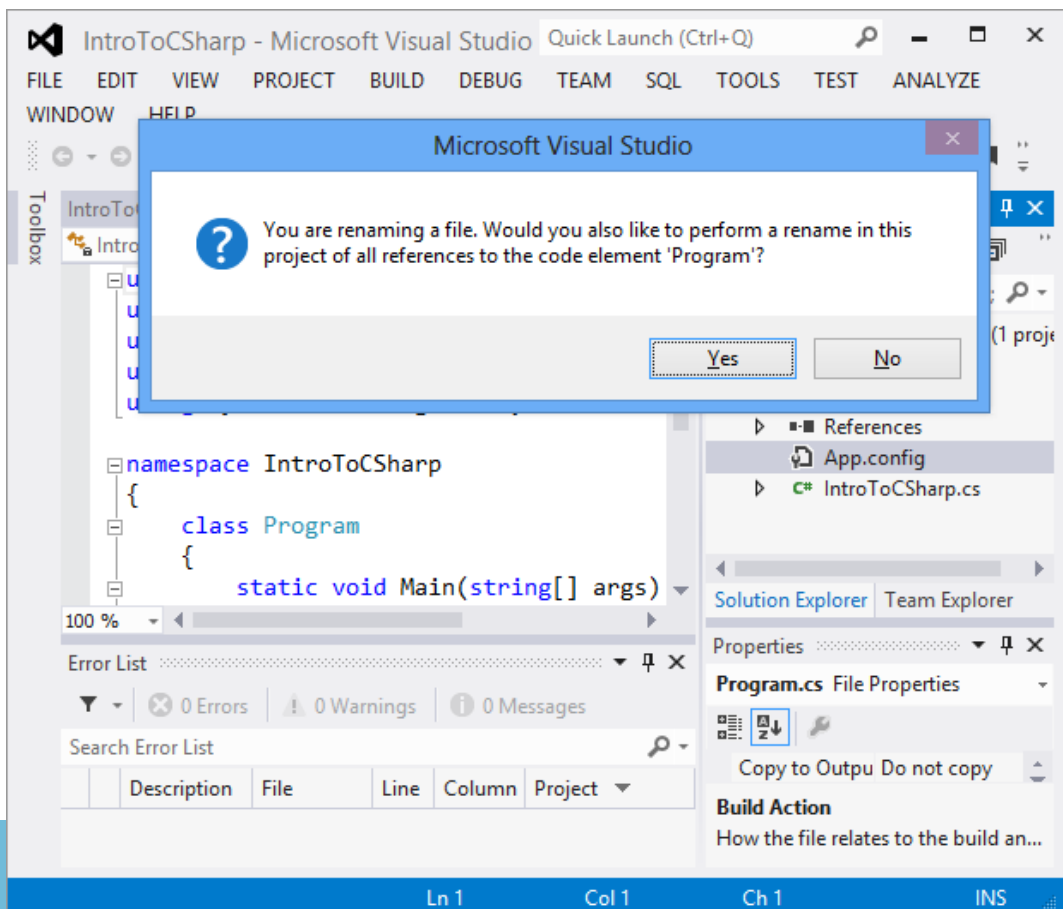 IntroToCSharp - Microsoft Visual Studio Quick Launch (Ctrl+Q)
FILE EDIT VIEW PROJECT BUILD DEBUG TEAM SQL TOOLS TEST ANALYZE
WINDOW HELP
Microsoft Visual Studio
You are renaming a file. Would you also like to perform a rename in this
project of all references to the code element 'Program'?
Yes No
Toolbox
IntroTo
Intro
(1 proje
u
u
u
u
u
namespace IntroToCSharp
{
class Program
{
static void Main(string[] args)
100 %
References
App.config
C# IntroToCSharp.cs
Solution Explorer Team Explorer
Error List
0 Errors 0 Warnings 0 Messages
Search Error List
Description File Line Column Project
Properties
Program.cs File Properties
Copy to Outpu Do not copy
Build Action
How the file relates to the build an...
Ln 1 Col 1 Ch 1 INS